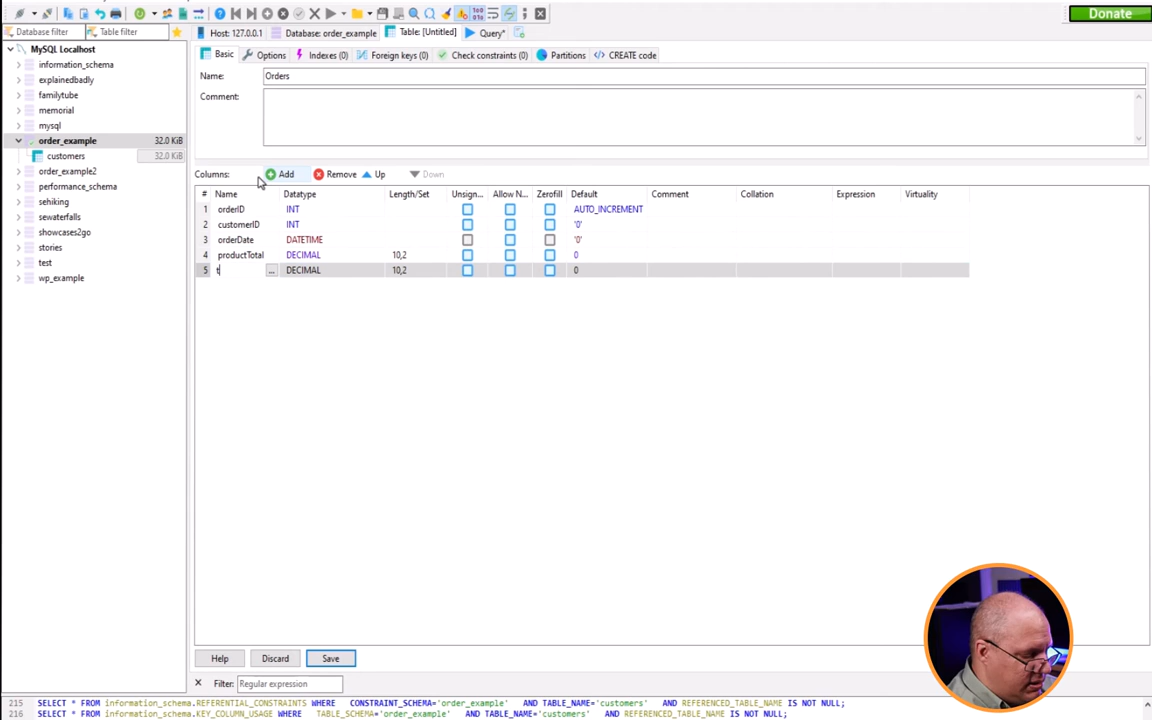 Donate
Database filter
Table filter
Host: 127.0.0.1
Database: order_example
Table: [Untitled]
Query*
MySQL Localhost
information_schema
explainedbadly
familytube
memorial
mysql
order_example 32.0 KiB
customers 32.0 KiB
order_example2
performance_schema
sehiking
sewaterfalls
showcases2go
stories
test
wp_example
Basic
Options
Indexes (0)
Foreign keys (0)
Check constraints (0)
Partitions
CREATE code
Name: Orders
Comment:
Columns: Add Remove Up Down
# Name Datatype Length/Set Unsign... Allow N... Zerofill Default Comment Collation Expression Virtuality
1 orderID INT AUTO_INCREMENT
2 customerID INT '0'
3 orderDate DATETIME '0'
4 productTotal DECIMAL 10,2 0
5 t ... DECIMAL 10,2 0
Help Discard Save
Filter: Regular expression
215 SELECT * FROM information_schema.REFERENTIAL_CONSTRAINTS WHERE CONSTRAINT_SCHEMA='order_example' AND TABLE_NAME='customers' AND REFERENCED_TABLE_NAME IS NOT NULL;
216 SELECT * FROM information_schema.KEY_COLUMN_USAGE WHERE TABLE_SCHEMA='order_example' AND TABLE_NAME='customers' AND REFERENCED_TABLE_NAME IS NOT NULL;